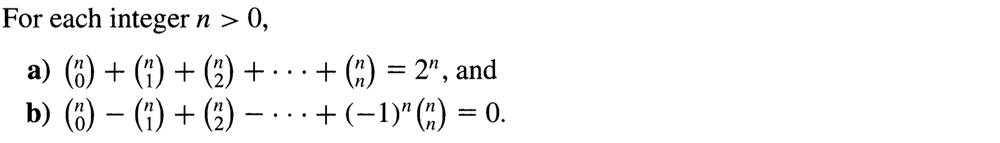 For each integer n > 0,
a) $\binom{n}{0} + \binom{n}{1} + \binom{n}{2} + \cdots + \binom{n}{n} = 2^n$, and
b) $\binom{n}{0} - \binom{n}{1} + \binom{n}{2} - \cdots + (-1)^n \binom{n}{n} = 0.$